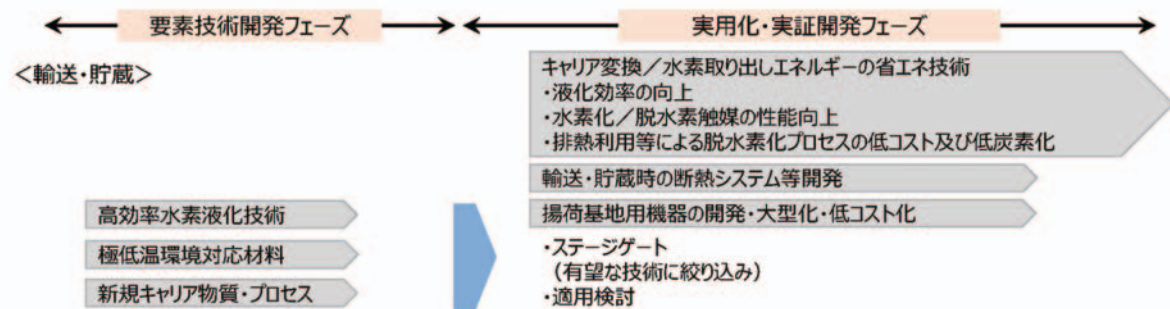 要素技術開発フェーズ
実用化・実証開発フェーズ
＜輸送・貯蔵＞
キャリア変換／水素取り出しエネルギーの省エネ技術
・液化効率の向上
・水素化／脱水素触媒の性能向上
・排熱利用等による脱水素化プロセスの低コスト及び低炭素化
輸送・貯蔵時の断熱システム等開発
高効率水素液化技術
揚荷基地用機器の開発・大型化・低コスト化
極低温環境対応材料
新規キャリア物質・プロセス
・ステージゲート
（有望な技術に絞り込み）
・適用検討